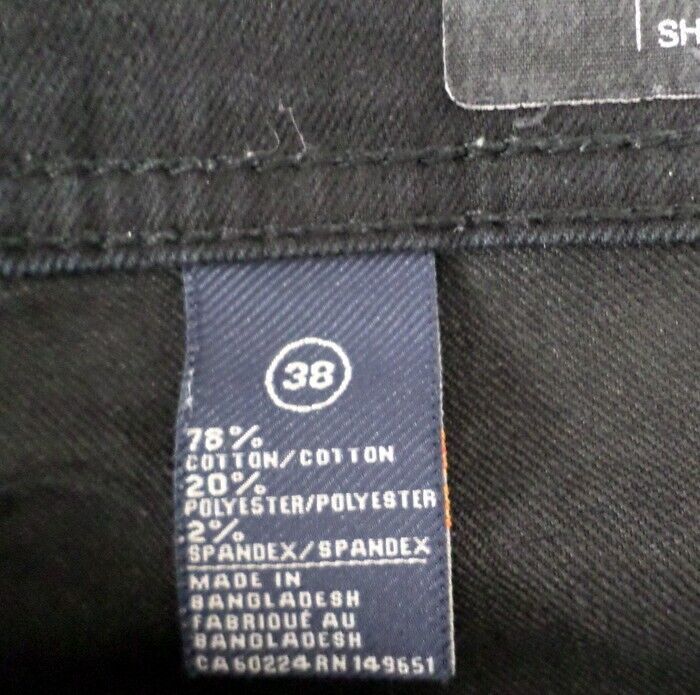 SH
38
78%
COTTON/COTTON
20%
POLYESTER/POLYESTER
2%
SPANDEX/SPANDEX
MADE IN
BANGLADESH
FABRIQUÉ AU
BANGLADESH
CA60224 RN 149651